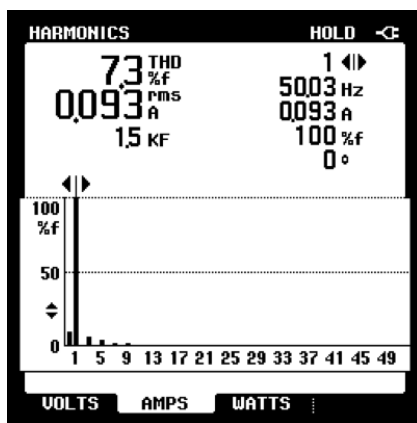 HARMONICS HOLD
7.3 THD %f 1
50.03 Hz
0.093 rms A 0.093 A
1.5 KF 100 %f
0 °
100
%f
50
0
1 5 9 13 17 21 25 29 33 37 41 45 49
VOLTS AMPS WATTS